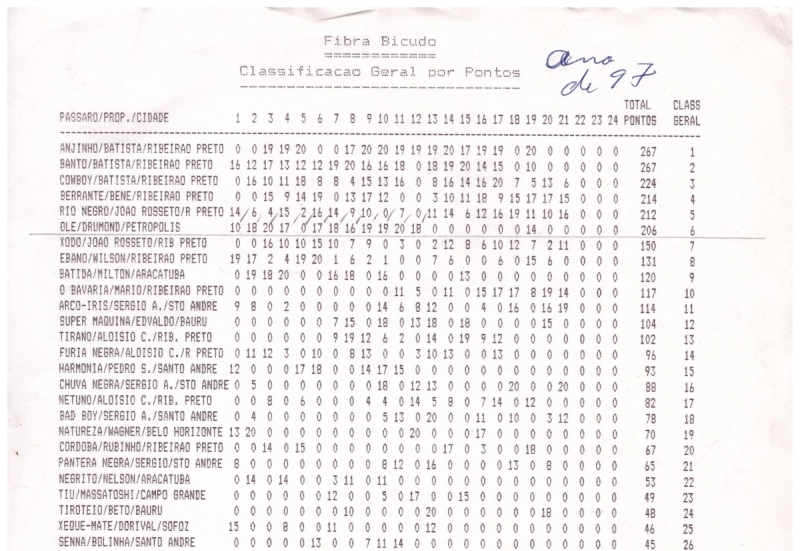 Fibra Bicudo
============
Classificacao Geral por Pontos
------------------------------
ano
de 97
TOTAL CLASS
PASSARO/PROP./CIDADE 1 2 3 4 5 6 7 8 9 10 11 12 13 14 15 16 17 18 19 20 21 22 23 24 PONTOS GERAL
ANJINHO/BATISTA/RIBEIRAO PRETO 0 0 19 19 20 0 0 17 20 20 19 19 19 20 17 19 19 0 20 0 0 0 0 0 267 1
BANTO/BATISTA/RIBEIRAO PRETO 16 12 17 13 12 12 19 20 16 16 18 0 18 19 20 14 15 0 10 0 0 0 0 0 267 2
COWBOY/BATISTA/RIBEIRAO PRETO 0 16 10 11 18 8 8 4 15 13 16 0 8 16 14 16 20 7 5 13 6 0 0 0 224 3
BERRANTE/BENE/RIBEIRAO PRETO 0 0 15 9 14 19 0 13 17 12 0 0 3 10 11 18 9 15 17 17 15 0 0 0 214 4
RIO NEGRO/JOAO ROSSETO/R PRETO 14 6 4 15 2 16 14 9 10 0 7 0 11 14 6 12 16 19 11 10 16 0 0 0 212 5
OLE/DRUMOND/PETROPOLIS 10 18 20 17 0 17 18 16 19 19 20 18 0 0 0 0 0 0 14 0 0 0 0 0 206 6
XODO/JOAO ROSSETO/RIB PRETO 0 0 16 10 10 15 10 7 9 0 3 0 2 12 8 6 10 12 7 2 11 0 0 0 150 7
EBANO/WILSON/RIBEIRAO PRETO 19 17 2 4 19 20 1 6 2 1 0 0 7 6 0 0 6 0 15 6 0 0 0 0 131 8
BATIDA/MILTON/ARACATUBA 0 19 18 20 0 0 16 18 0 16 0 0 0 0 13 0 0 0 0 0 0 0 0 0 120 9
O BAVARIA/MARIO/RIBEIRAO PRETO 0 0 0 0 0 0 0 0 0 0 11 5 0 11 0 15 17 17 8 19 14 0 0 0 117 10
ARCO-IRIS/SERGIO A./STO ANDRE 9 8 0 2 0 0 0 0 0 14 6 8 12 0 0 4 0 16 0 16 19 0 0 0 114 11
SUPER MAQUINA/EDVALDO/BAURU 0 0 0 0 0 0 7 15 0 18 0 13 18 0 18 0 0 0 0 15 0 0 0 0 104 12
TIRANO/ALOISIO C./RIB. PRETO 0 0 0 0 0 0 9 19 12 6 2 0 14 0 19 9 12 0 0 0 0 0 0 0 102 13
FURIA NEGRA/ALOISIO C./R PRETO 0 11 12 3 0 10 0 8 13 0 0 3 10 13 0 0 13 0 0 0 0 0 0 0 96 14
HARMONIA/PEDRO S./SANTO ANDRE 12 0 0 0 17 18 0 0 14 17 15 0 0 0 0 0 0 0 0 0 0 0 0 0 93 15
CHUVA NEGRA/SERGIO A./STO ANDRE 0 5 0 0 0 0 0 0 0 18 0 12 13 0 0 0 0 20 0 0 20 0 0 0 88 16
NETUNO/ALOISIO C./RIB. PRETO 0 0 8 0 6 0 0 0 4 4 0 14 5 8 0 7 14 0 12 0 0 0 0 0 82 17
BAD BOY/SERGIO A./SANTO ANDRE 0 4 0 0 0 0 0 0 0 5 13 0 20 0 0 11 0 10 0 3 12 0 0 0 78 18
NATUREZA/WAGNER/BELO HORIZONTE 13 20 0 0 0 0 0 0 0 0 0 20 0 0 0 17 0 0 0 0 0 0 0 0 70 19
CORDOBA/RUBINHO/RIBEIRAO PRETO 0 0 14 0 15 0 0 0 0 0 0 0 0 17 0 3 0 0 18 0 0 0 0 0 67 20
PANTERA NEGRA/SERGIO/STO ANDRE 8 0 0 0 0 0 0 0 0 8 12 0 16 0 0 0 0 13 0 8 0 0 0 0 65 21
NEGRITO/NELSON/ARACATUBA 0 14 0 14 0 0 3 11 0 11 0 0 0 0 0 0 0 0 0 0 0 0 0 0 53 22
TIU/MASSATOSHI/CAMPO GRANDE 0 0 0 0 0 0 12 0 0 5 0 17 0 0 15 0 0 0 0 0 0 0 0 0 49 23
TIROTEIO/BETO/BAURU 0 0 0 0 0 0 0 10 0 0 0 0 20 0 0 0 0 0 0 18 0 0 0 0 48 24
XEQUE-MATE/DORIVAL/SOFOZ 15 0 0 8 0 0 11 0 0 0 0 0 12 0 0 0 0 0 0 0 0 0 0 0 46 25
SENNA/BOLINHA/SANTO ANDRE 0 0 0 0 0 13 0 0 7 11 14 0 0 0 0 0 0 0 0 0 0 0 0 0 45 26